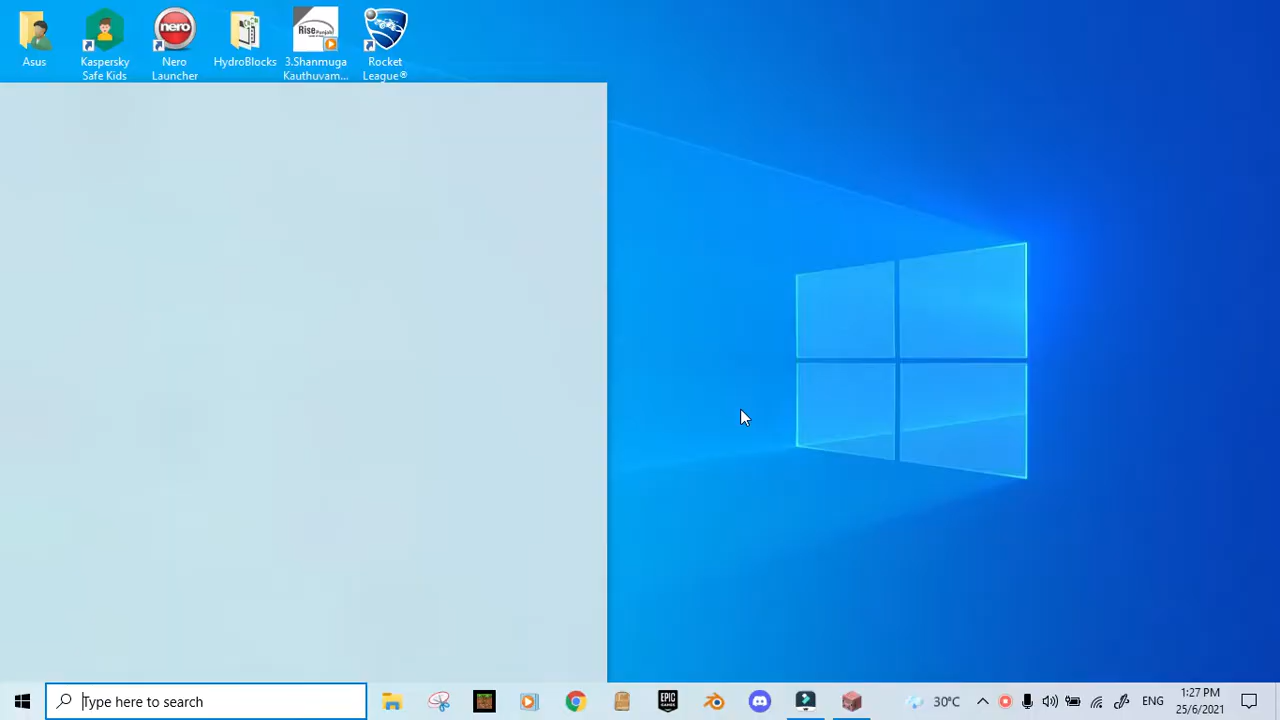 Asus
Kaspersky
Safe Kids
nero
Nero
Launcher
HydroBlocks
Rise Punjabi
3.Shanmuga
Kauthuvam...
Rocket
League®
Type here to search
EPIC
GAMES
30°C
ENG
1:27 PM
25/6/2021